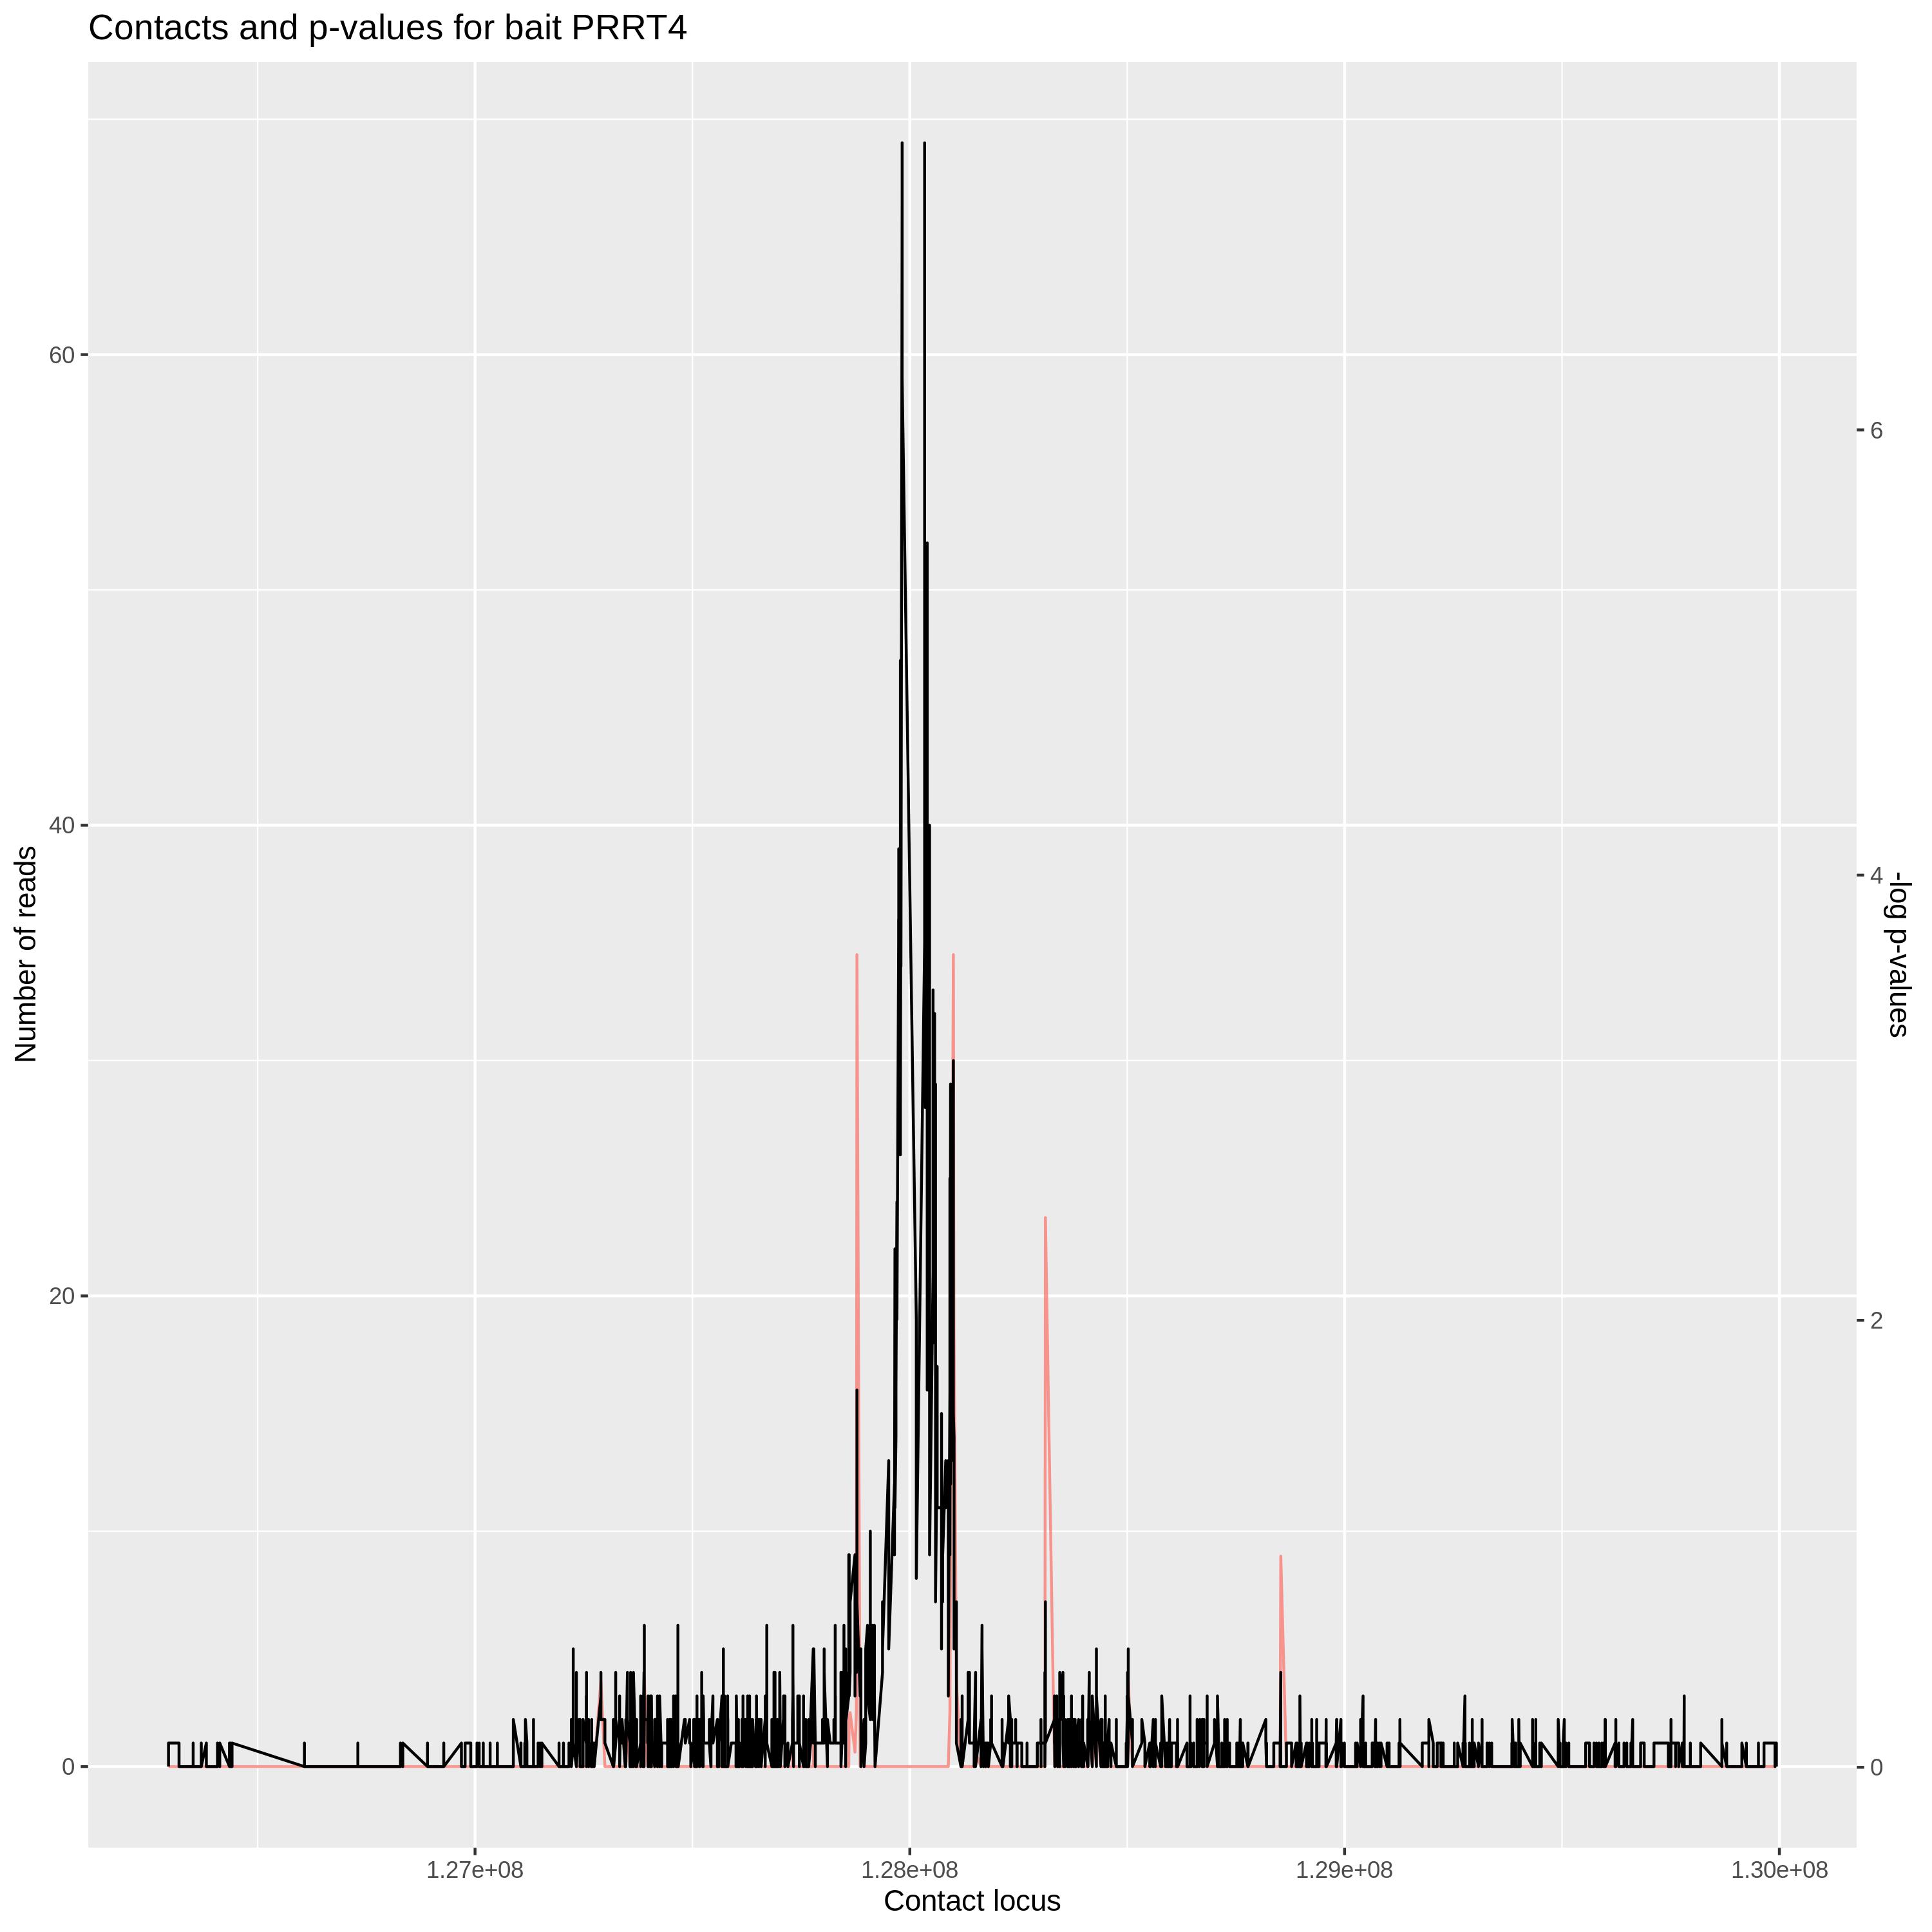 Contacts and p-values for bait PRRT4
60
40
20
0
Number of reads
6
4
2
0
-log p-values
1.27e+08 1.28e+08 1.29e+08 1.30e+08
Contact locus